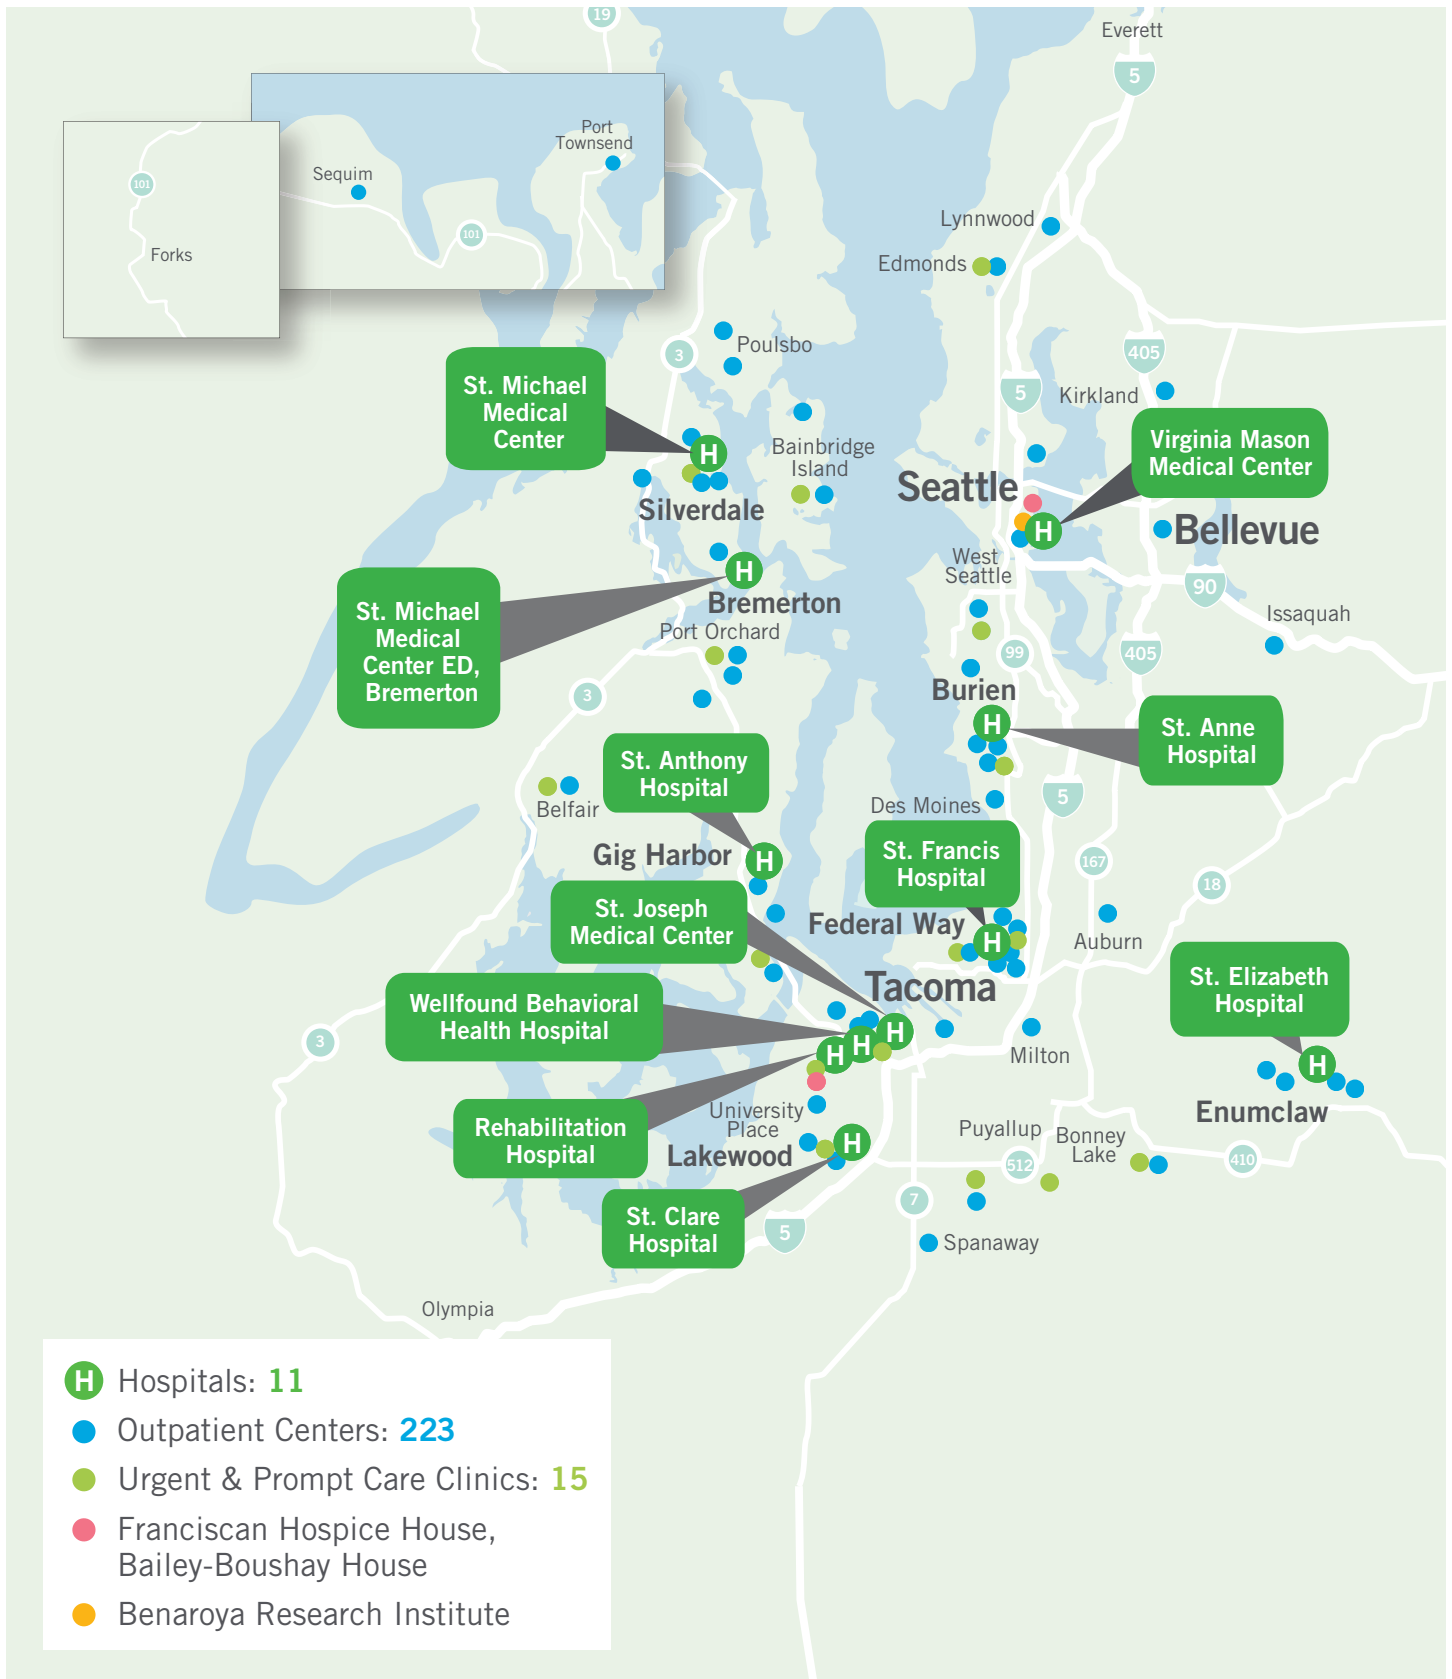 19
Everett
5
Port
Townsend
Sequim
101
101
Forks
Lynnwood
Edmonds
3
Poulsbo
405
5
Kirkland
St. Michael
Medical
Center
Bainbridge
Island
Virginia Mason
Medical Center
H
Silverdale
Seattle
H
Bellevue
West
Seattle
H
Bremerton
90
St. Michael
Medical
Center ED,
Bremerton
Issaquah
Port Orchard
99
405
3
Burien
H
St. Anne
Hospital
St. Anthony
Hospital
Belfair
Des Moines
5
Gig Harbor
H
St. Francis
Hospital
167
18
St. Joseph
Medical Center
Federal Way
H
Auburn
Tacoma
St. Elizabeth
Hospital
Wellfound Behavioral
Health Hospital
3
H
H
H
Milton
H
Enumclaw
Rehabilitation
Hospital
University
Place
Lakewood
H
Puyallup
Bonney
Lake
512
410
7
St. Clare
Hospital
5
Spanaway
Olympia
H Hospitals: 11
Outpatient Centers: 223
Urgent & Prompt Care Clinics: 15
Franciscan Hospice House,
Bailey-Boushay House
Benaroya Research Institute